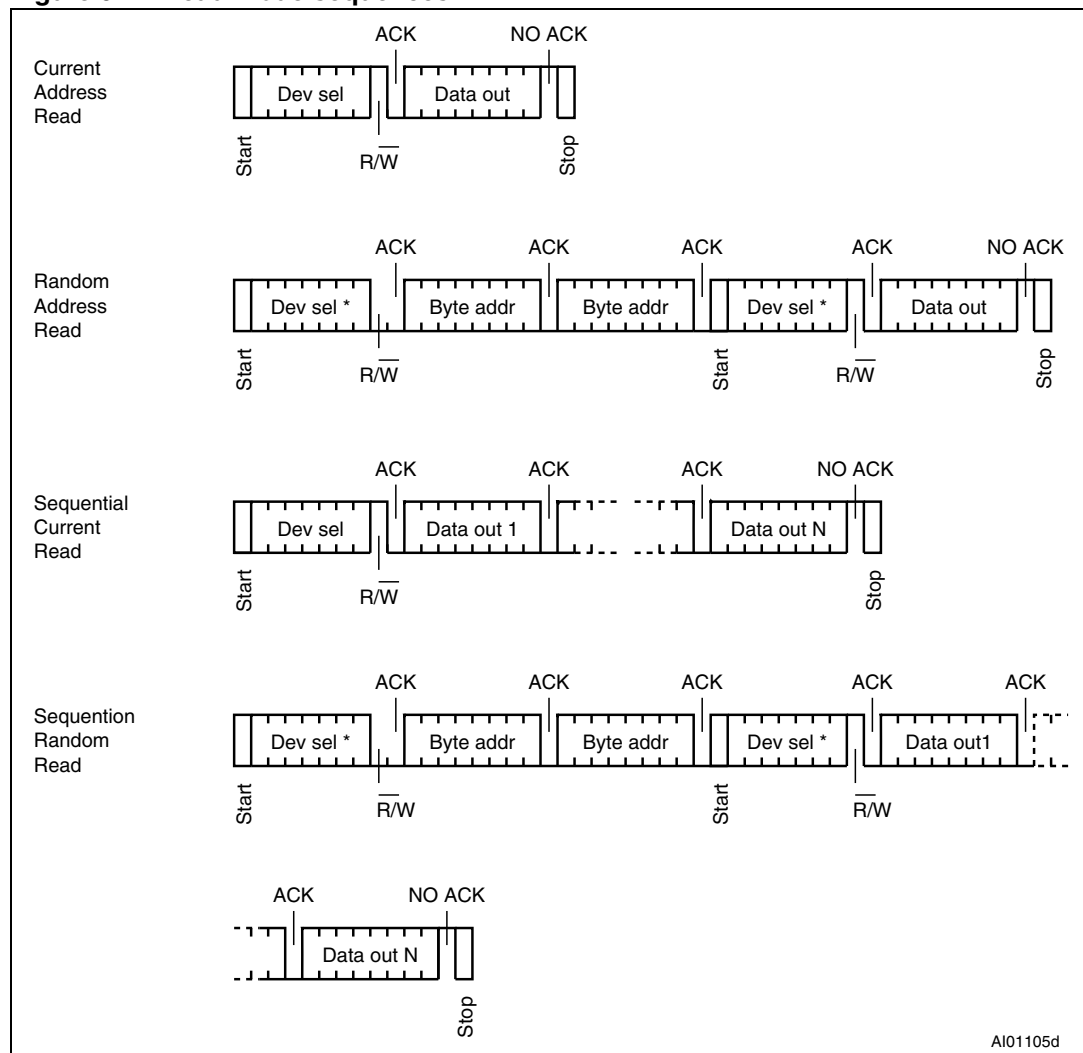 ACK NO ACK
Current
Address
Read
Dev sel Data out
Start R/W Stop
ACK ACK ACK ACK NO ACK
Random
Address
Read
Dev sel * Byte addr Byte addr Dev sel * Data out
Start R/W Start R/W Stop
ACK ACK ACK NO ACK
Sequential
Current
Read
Dev sel Data out 1 Data out N
Start R/W Stop
ACK ACK ACK ACK ACK
Sequention
Random
Read
Dev sel * Byte addr Byte addr Dev sel * Data out1
Start R/W Start R/W
ACK NO ACK
Data out N
Stop
AI01105d